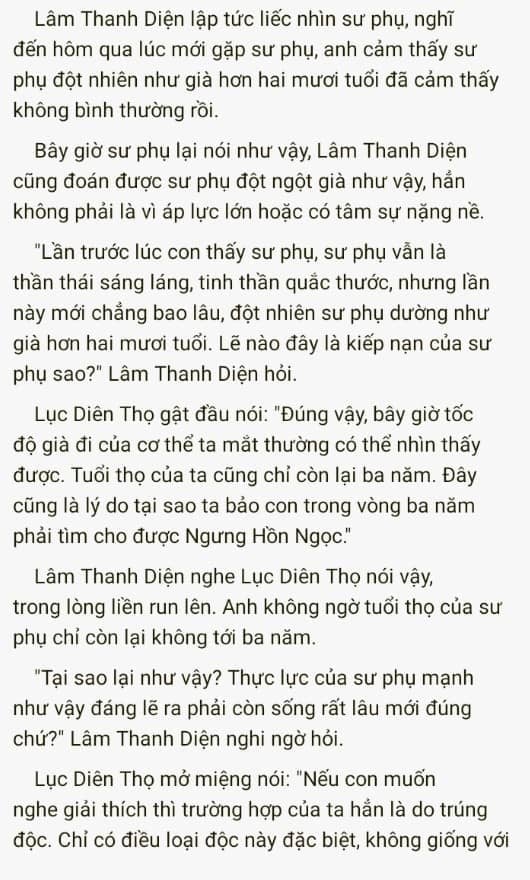 Lâm Thanh Diện lập tức liếc nhìn sư phụ, nghĩ
đến hôm qua lúc mới gặp sư phụ, anh cảm thấy sư
phụ đột nhiên như già hơn hai mươi tuổi đã cảm thấy
không bình thường rồi.
Bây giờ sư phụ lại nói như vậy, Lâm Thanh Diện
cũng đoán được sư phụ đột ngột già như vậy, hẳn
không phải là vì áp lực lớn hoặc có tâm sự nặng nề.
"Lần trước lúc con thấy sư phụ, sư phụ vẫn là
thần thái sáng láng, tinh thần quắc thước, nhưng lần
này mới chẳng bao lâu, đột nhiên sư phụ dường như
già hơn hai mươi tuổi. Lẽ nào đây là kiếp nạn của sư
phụ sao?" Lâm Thanh Diện hỏi.
Lục Diên Thọ gật đầu nói: "Đúng vậy, bây giờ tốc
độ già đi của cơ thể ta mắt thường có thể nhìn thấy
được. Tuổi thọ của ta cũng chỉ còn lại ba năm. Đây
cũng là lý do tại sao ta bảo con trong vòng ba năm
phải tìm cho được Ngưng Hồn Ngọc."
Lâm Thanh Diện nghe Lục Diên Thọ nói vậy,
trong lòng liền run lên. Anh không ngờ tuổi thọ của sư
phụ chỉ còn lại không tới ba năm.
"Tại sao lại như vậy? Thực lực của sư phụ mạnh
như vậy đáng lẽ ra phải còn sống rất lâu mới đúng
chứ?" Lâm Thanh Diện nghi ngờ hỏi.
Lục Diên Thọ mở miệng nói: "Nếu con muốn
nghe giải thích thì trường hợp của ta hẳn là do trúng
độc. Chỉ có điều loại độc này đặc biệt, không giống với